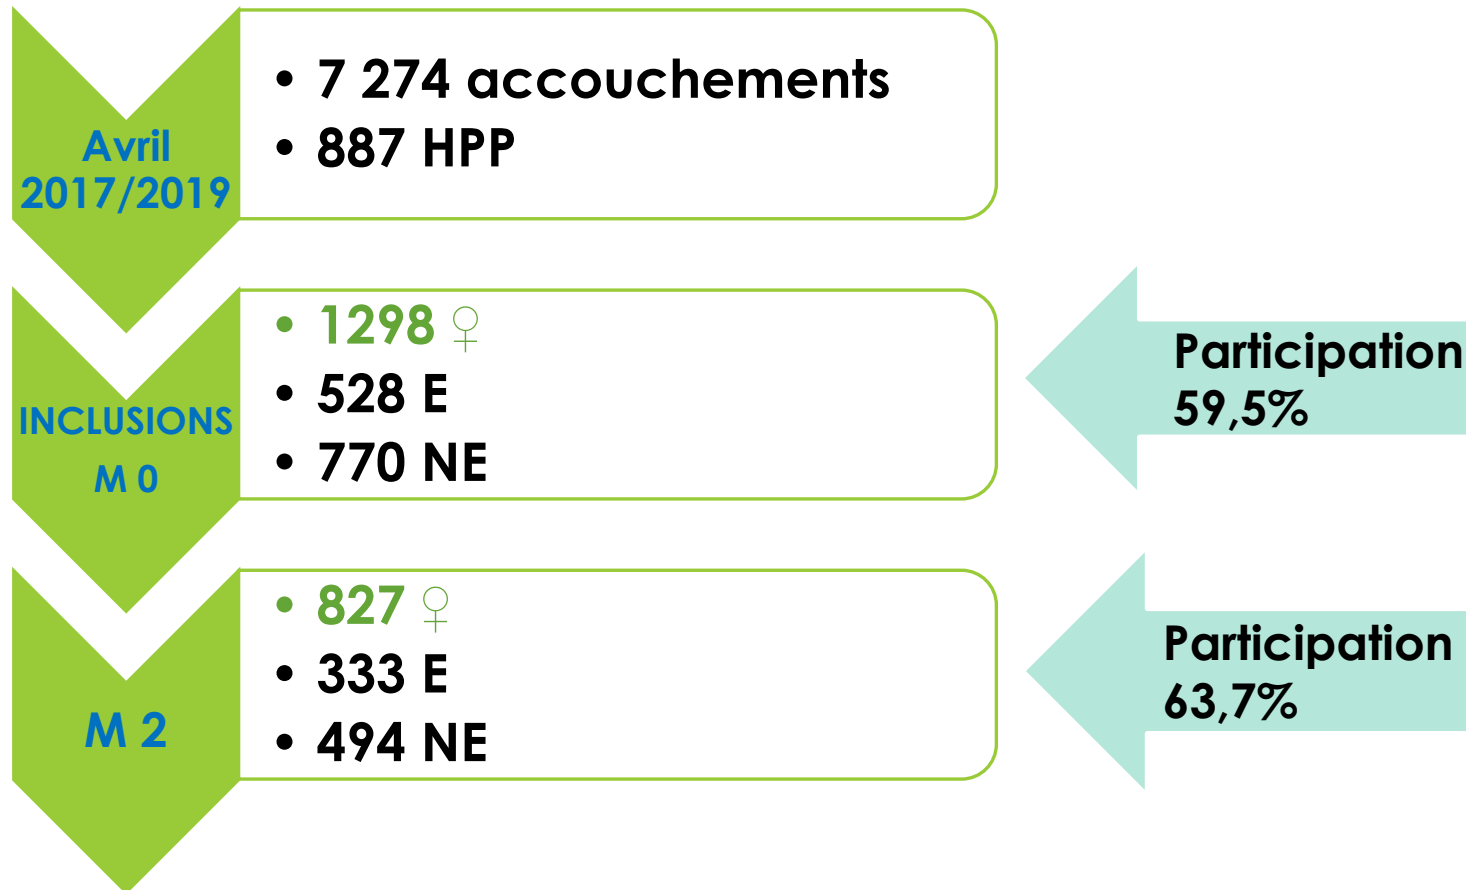 Avril
2017/2019
• 7 274 accouchements
• 887 HPP
INCLUSIONS
M 0
• 1298 ♀
• 528 E
• 770 NE
Participation
59,5%
M 2
• 827 ♀
• 333 E
• 494 NE
Participation
63,7%